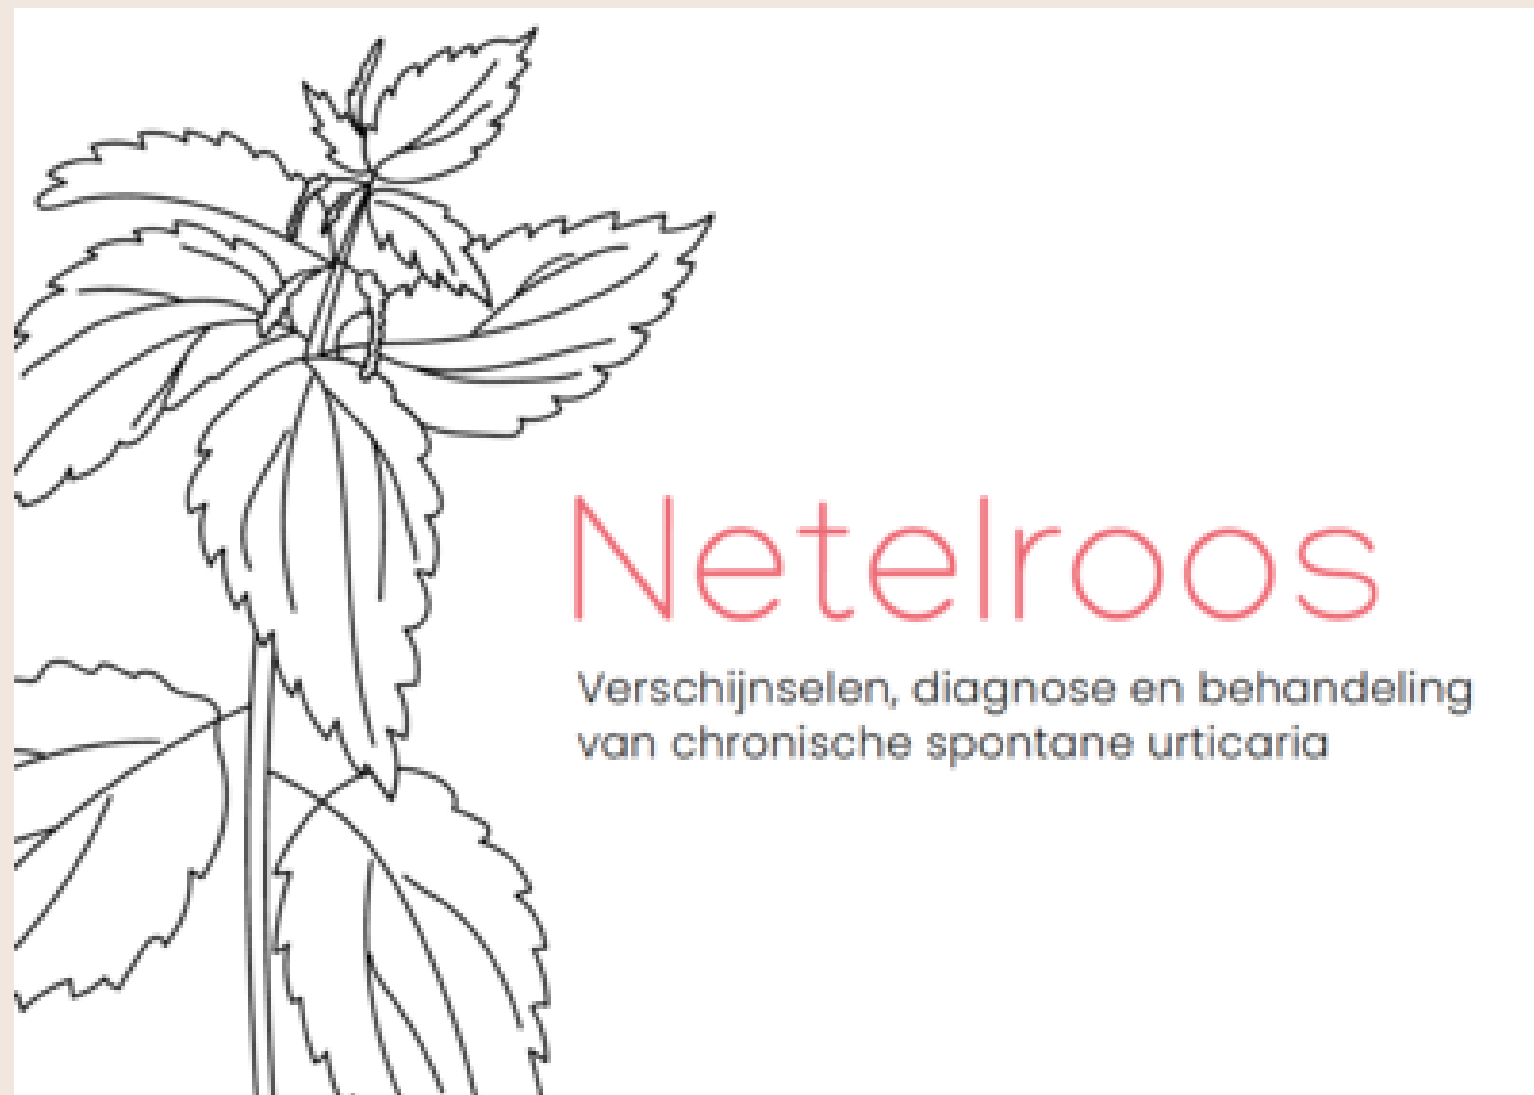 Netelroos
Verschijnselen, diagnose en behandeling
van chronische spontane urticaria